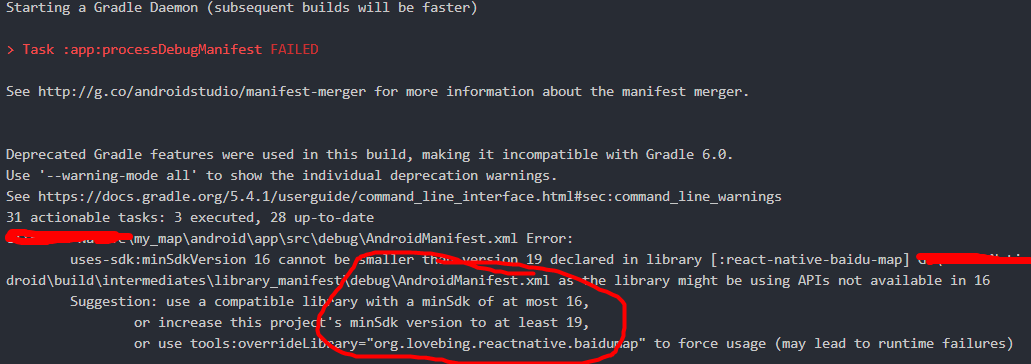 Starting a Gradle Daemon (subsequent builds will be faster)
> Task :app:processDebugManifest FAILED
See http://g.co/androidstudio/manifest-merger for more information about the manifest merger.
Deprecated Gradle features were used in this build, making it incompatible with Gradle 6.0.
Use '--warning-mode all' to show the individual deprecation warnings.
See https://docs.gradle.org/5.4.1/userguide/command_line_interface.html#sec:command_line_warnings
31 actionable tasks: 3 executed, 28 up-to-date
\my_map\android\app\src\debug\AndroidManifest.xml Error:
uses-sdk:minSdkVersion 16 cannot be smaller than version 19 declared in library [:react-native-baidu-map]
droid\build\intermediates\library_manifest\debug\AndroidManifest.xml as the library might be using APIs not available in 16
Suggestion: use a compatible library with a minSdk of at most 16,
or increase this project's minSdk version to at least 19,
or use tools:overrideLibrary="org.lovebing.reactnative.baidumap" to force usage (may lead to runtime failures)